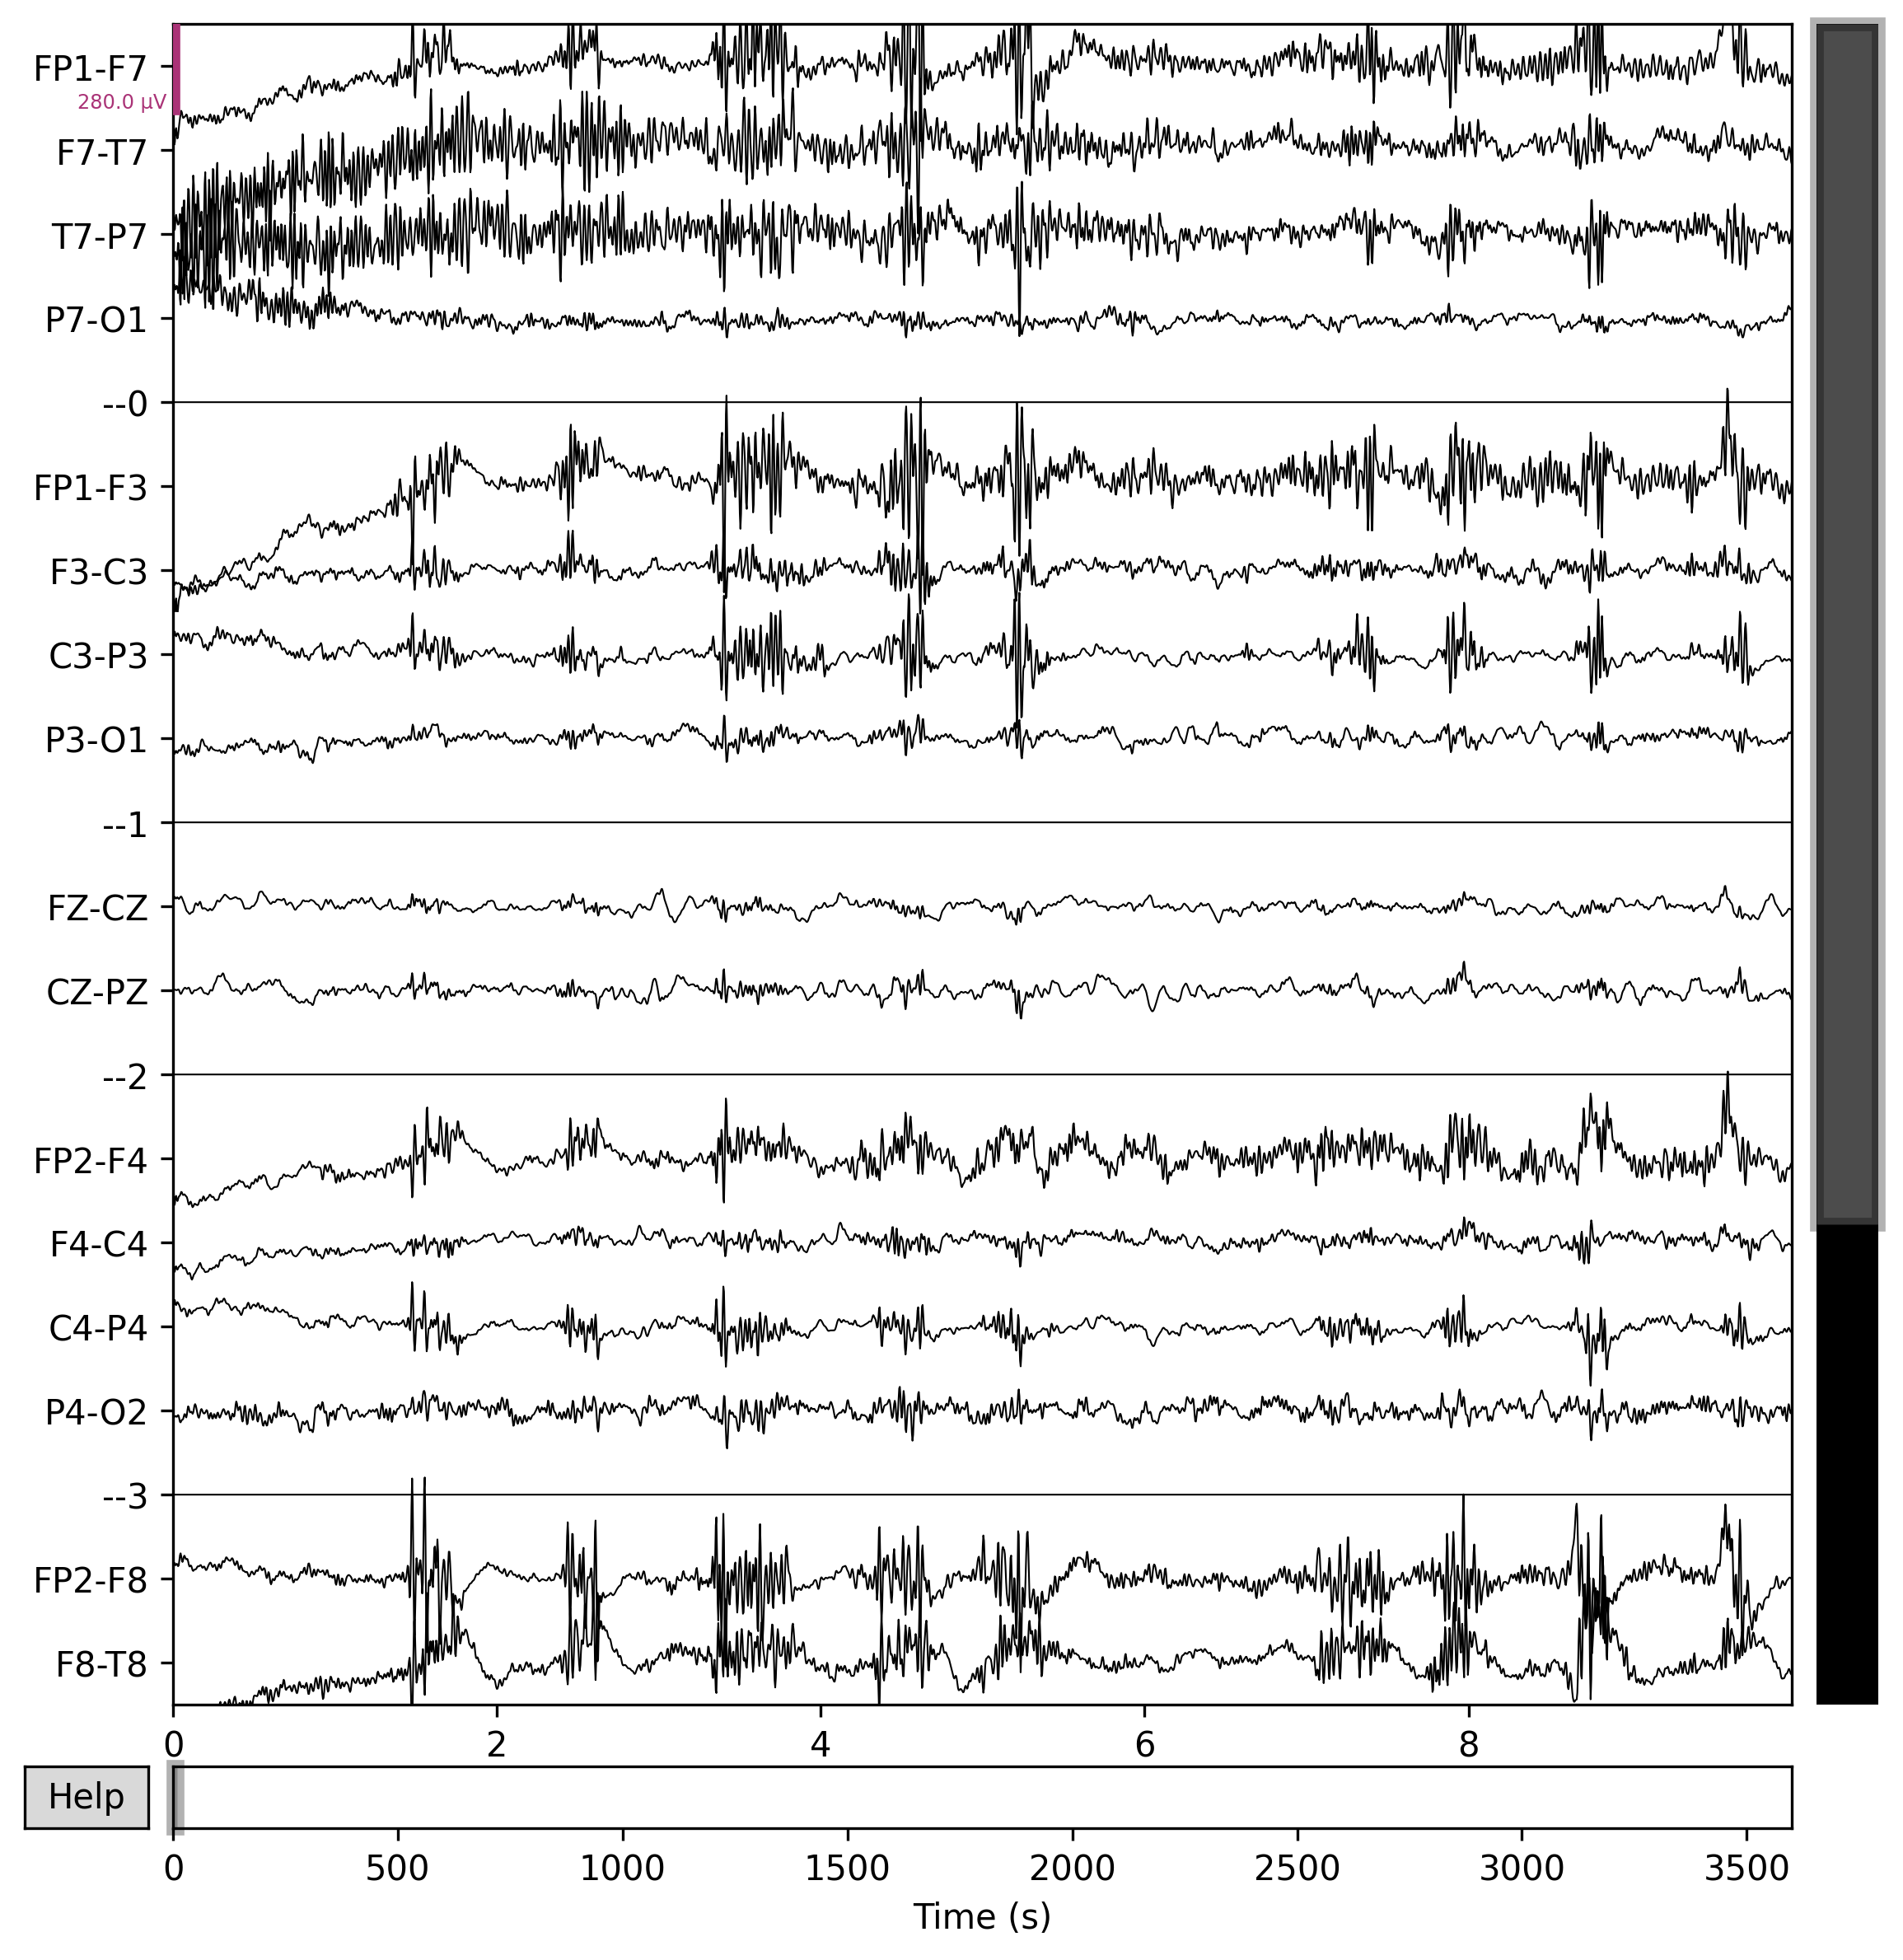 FP1-F7
280.0 µV
F7-T7
T7-P7
P7-O1
--0
FP1-F3
F3-C3
C3-P3
P3-O1
--1
FZ-CZ
CZ-PZ
--2
FP2-F4
F4-C4
C4-P4
P4-O2
--3
FP2-F8
F8-T8
0 2 4 6 8
Help
0 500 1000 1500 2000 2500 3000 3500
Time (s)